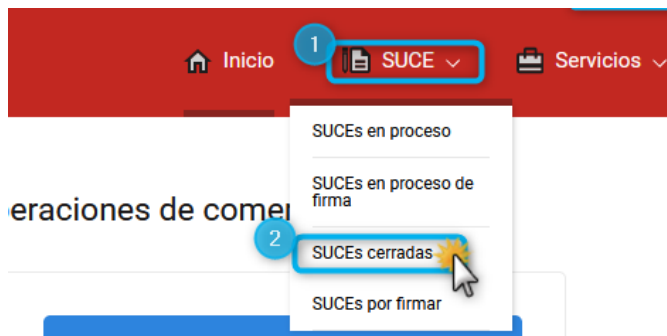 Inicio
1
SUCE
Servicios
SUCEs en proceso
SUCEs en proceso de
firma
eraciones de comer
2
SUCEs cerradas
SUCEs por firmar